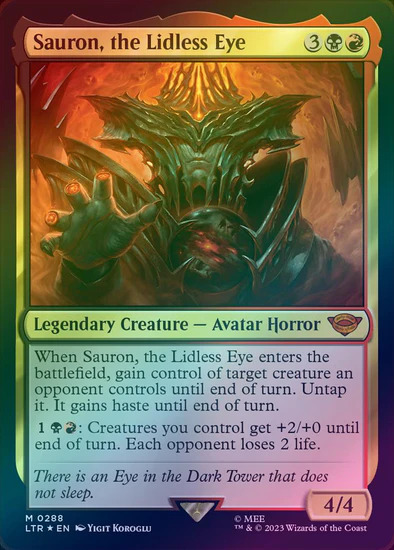 Sauron, the Lidless Eye 3
Legendary Creature — Avatar Horror
When Sauron, the Lidless Eye enters the
battlefield, gain control of target creature an
opponent controls until end of turn. Untap
it. It gains haste until end of turn.
1 : Creatures you control get +2/+0 until
end of turn. Each opponent loses 2 life.
There is an Eye in the Dark Tower that does
not sleep.
4/4
M 0288
LTR ★ EN Yigit Koroglu
© MEE
™ & © 2023 Wizards of the Coast